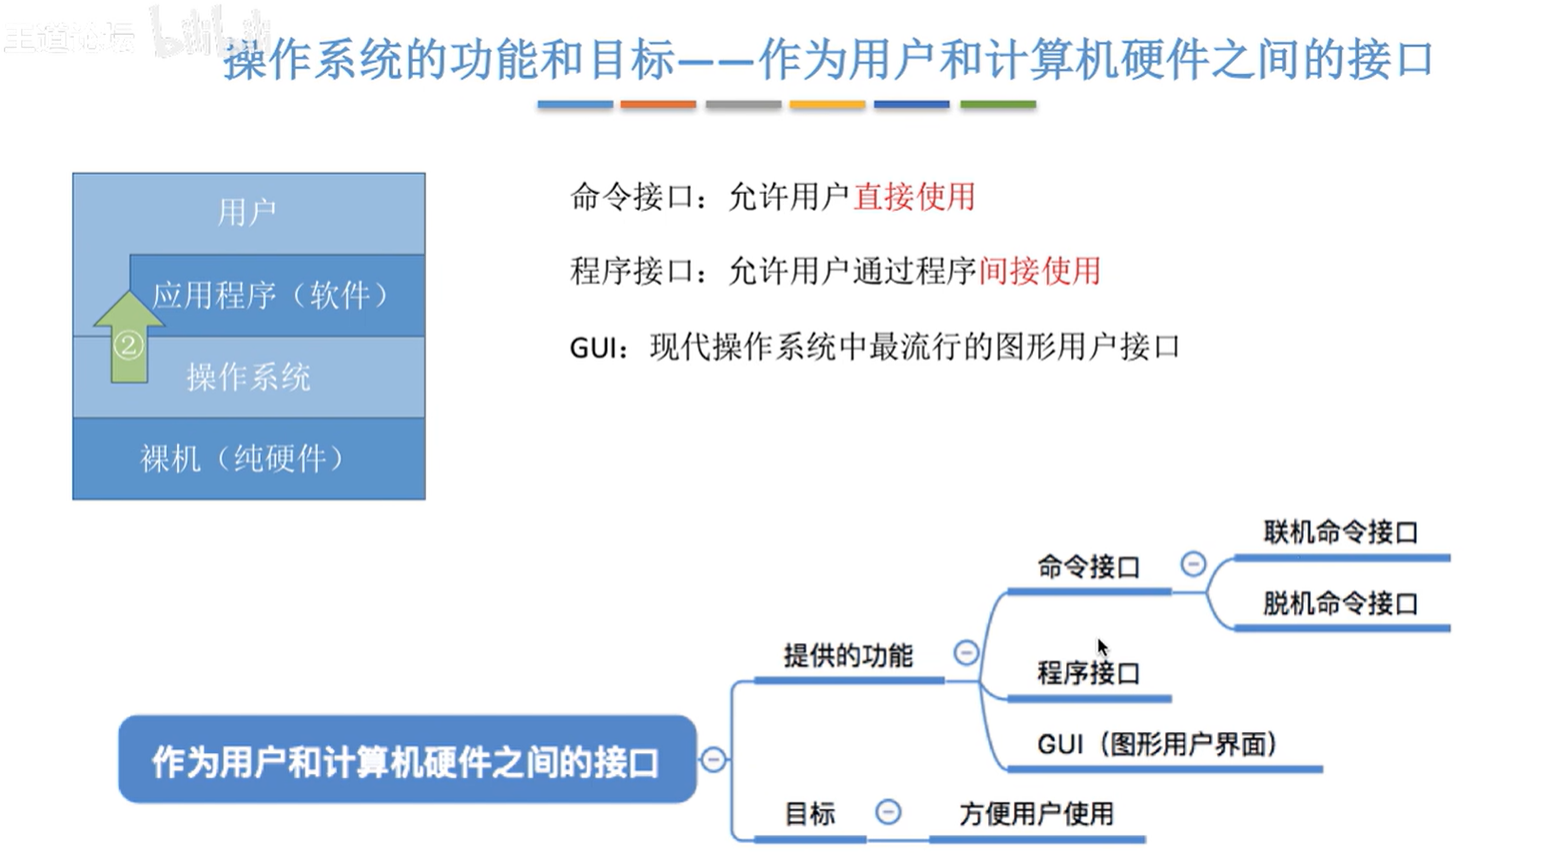 王道论坛 bilibili
操作系统的功能和目标——作为用户和计算机硬件之间的接口
用户
应用程序（软件）
②
操作系统
裸机（纯硬件）
命令接口：允许用户直接使用
程序接口：允许用户通过程序间接使用
GUI：现代操作系统中最流行的图形用户接口
作为用户和计算机硬件之间的接口
提供的功能
命令接口
联机命令接口
脱机命令接口
程序接口
GUI（图形用户界面）
目标
方便用户使用